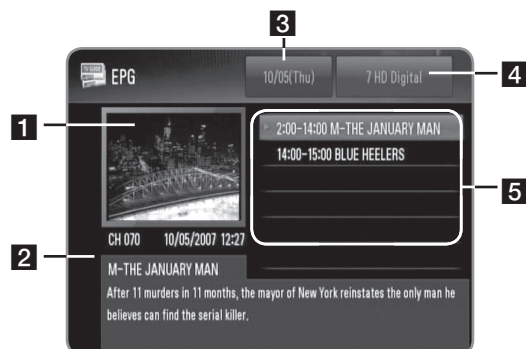 3
TV GUIDE
EPG
10/05(Thu)
7 HD Digital
4
1
2:00-14:00 M-THE JANUARY MAN
14:00-15:00 BLUE HEELERS
5
CH 070 10/05/2007 12:27
2
M-THE JANUARY MAN
After 11 murders in 11 months, the mayor of New York reinstates the only man he
believes can find the serial killer.